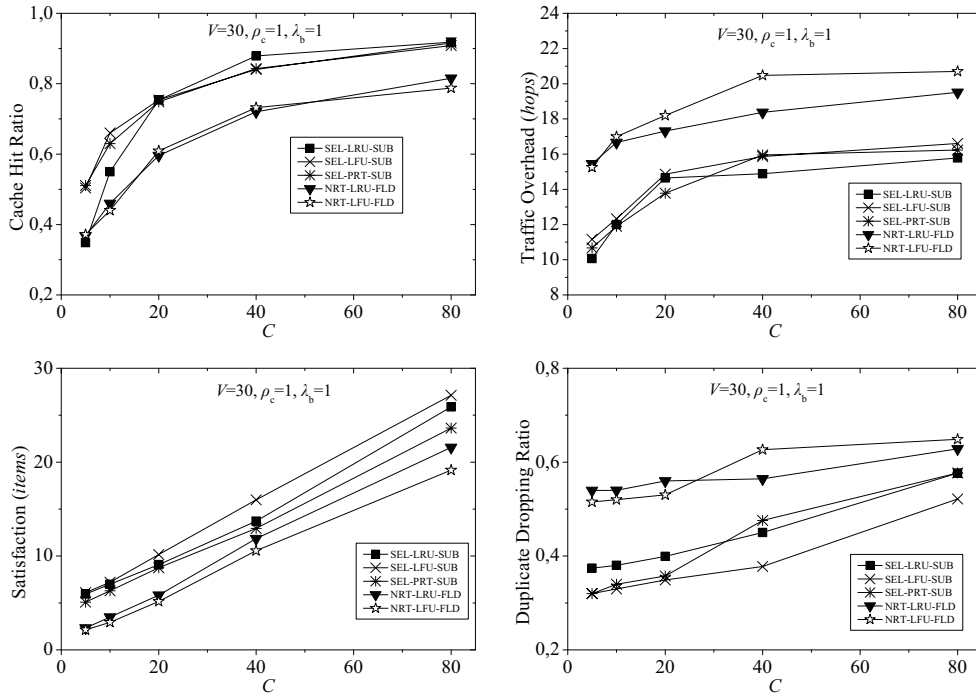 V=30, ρc=1, λb=1
1,0
0,8
0,6
0,4
0,2
Cache Hit Ratio
SEL-LRU-SUB
SEL-LFU-SUB
SEL-PRT-SUB
NRT-LRU-FLD
NRT-LFU-FLD
0 20 40 60 80
C
V=30, ρc=1, λb=1
24
22
20
18
16
14
12
10
8
Traffic Overhead (hops)
SEL-LRU-SUB
SEL-LFU-SUB
SEL-PRT-SUB
NRT-LRU-FLD
NRT-LFU-FLD
0 20 40 60 80
C
V=30, ρc=1, λb=1
30
20
10
0
Satisfaction (items)
SEL-LRU-SUB
SEL-LFU-SUB
SEL-PRT-SUB
NRT-LRU-FLD
NRT-LFU-FLD
0 20 40 60 80
C
V=30, ρc=1, λb=1
0,8
0,6
0,4
0,2
Duplicate Dropping Ratio
SEL-LRU-SUB
SEL-LFU-SUB
SEL-PRT-SUB
NRT-LRU-FLD
NRT-LFU-FLD
0 20 40 60 80
C